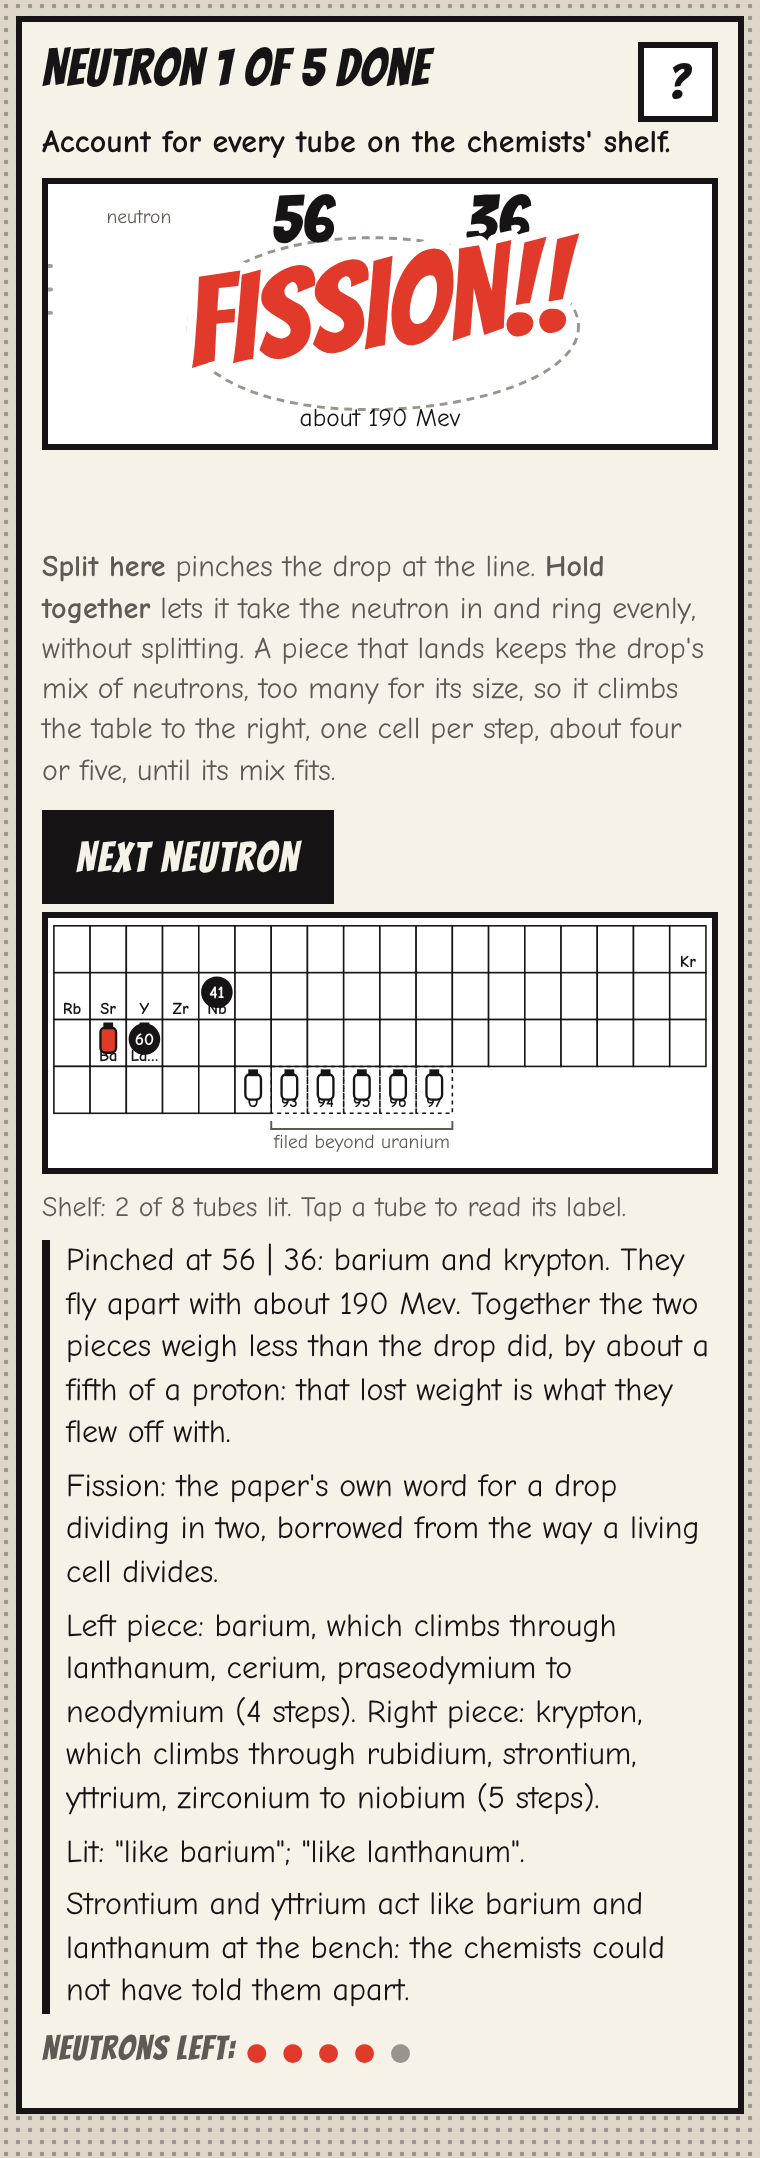 NEUTRON 1 OF 5 DONE
?
Account for every tube on the chemists' shelf.
neutron
56
36
FISSION!!
about 190 Mev
Split here pinches the drop at the line. Hold
together lets it take the neutron in and ring evenly,
without splitting. A piece that lands keeps the drop's
mix of neutrons, too many for its size, so it climbs
the table to the right, one cell per step, about four
or five, until its mix fits.
NEXT NEUTRON
Kr
41
Rb Sr Y Zr Nb
60
Ba La...
U 93 94 95 96 97
filed beyond uranium
Shelf: 2 of 8 tubes lit. Tap a tube to read its label.
Pinched at 56 | 36: barium and krypton. They
fly apart with about 190 Mev. Together the two
pieces weigh less than the drop did, by about a
fifth of a proton: that lost weight is what they
flew off with.
Fission: the paper's own word for a drop
dividing in two, borrowed from the way a living
cell divides.
Left piece: barium, which climbs through
lanthanum, cerium, praseodymium to
neodymium (4 steps). Right piece: krypton,
which climbs through rubidium, strontium,
yttrium, zirconium to niobium (5 steps).
Lit: "like barium"; "like lanthanum".
Strontium and yttrium act like barium and
lanthanum at the bench: the chemists could
not have told them apart.
NEUTRONS LEFT: